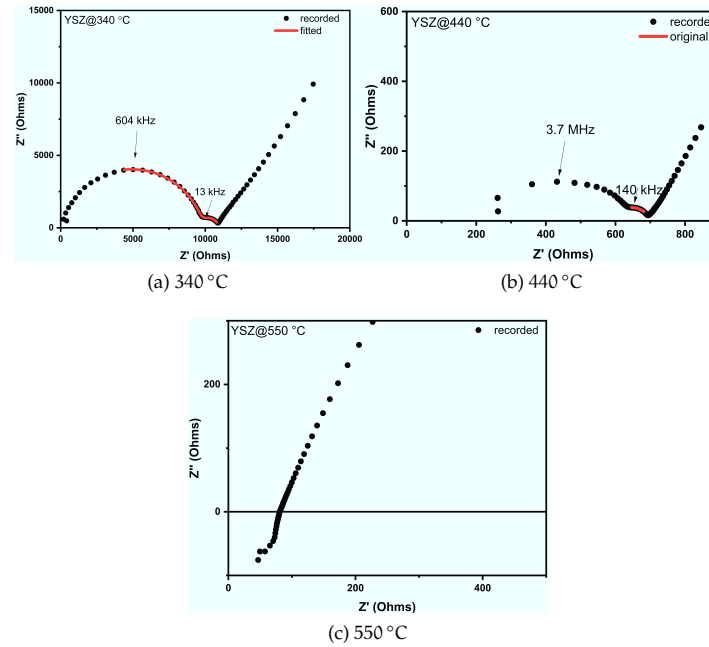 YSZ@340 °C
recorded
fitted
604 kHz
13 kHz
Z'' (Ohms)
15000
10000
5000
0
0 5000 10000 15000 20000
Z' (Ohms)
(a) 340 °C
YSZ@440 °C
recorde
original
3.7 MHz
140 kHz
Z'' (Ohms)
600
400
200
0
0 200 400 600 800
Z' (Ohms)
(b) 440 °C
YSZ@550 °C
recorded
Z'' (Ohms)
200
0
0 200 400
Z' (Ohms)
(c) 550 °C